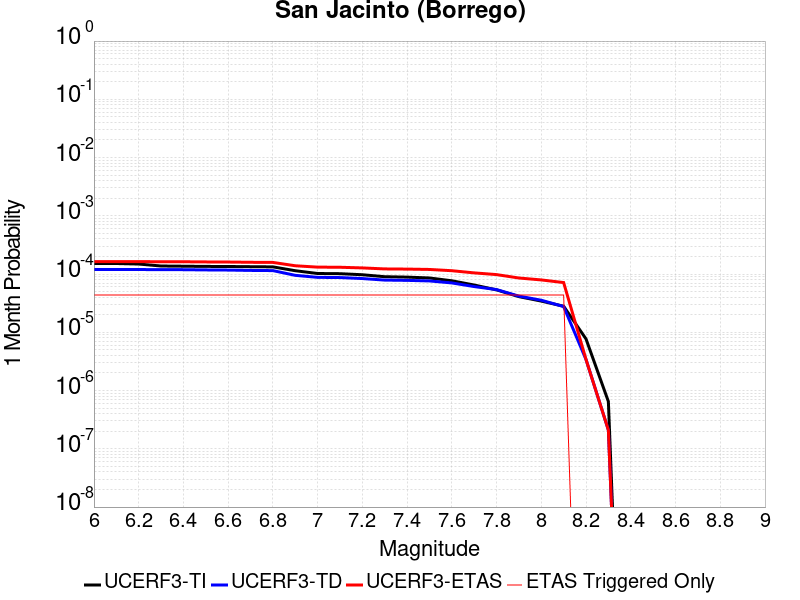 San Jacinto (Borrego)
10 0
10 -1
10 -2
10 -3
10 -4
10 -5
10 -6
10 -7
10 -8
1 Month Probability
6 6.2 6.4 6.6 6.8 7 7.2 7.4 7.6 7.8 8 8.2 8.4 8.6 8.8 9
Magnitude
UCERF3-TI UCERF3-TD UCERF3-ETAS ETAS Triggered Only